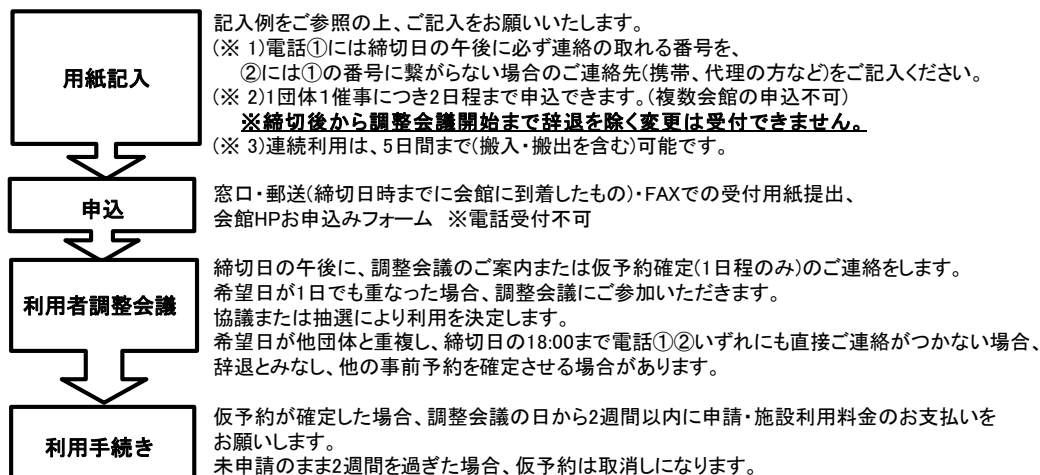 用紙記入
記入例をご参照の上、ご記入をお願いいたします。
(※ 1)電話①には締切日の午後に必ず連絡の取れる番号を、
②には①の番号に繋がらない場合のご連絡先(携帯、代理の方など)をご記入ください。
(※ 2)1団体1催事につき2日程まで申込できます。(複数会館の申込不可)
※締切後から調整会議開始まで辞退を除く変更は受付できません。
(※ 3)連続利用は、5日間まで(搬入・搬出を含む)可能です。
申込
窓口・郵送(締切日時までに会館に到着したもの)・FAXでの受付用紙提出、
会館HPお申込みフォーム ※電話受付不可
利用者調整会議
締切日の午後に、調整会議のご案内または仮予約確定(1日程のみ)のご連絡をします。
希望日が1日でも重なった場合、調整会議にご参加いただきます。
協議または抽選により利用を決定します。
希望日が他団体と重複し、締切日の18:00まで電話①②いずれにも直接ご連絡がつかない場合、
辞退とみなし、他の事前予約を確定させる場合があります。
利用手続き
仮予約が確定した場合、調整会議の日から2週間以内に申請・施設利用料金のお支払いを
お願いします。
未申請のまま2週間を過ぎた場合、仮予約は取消しになります。